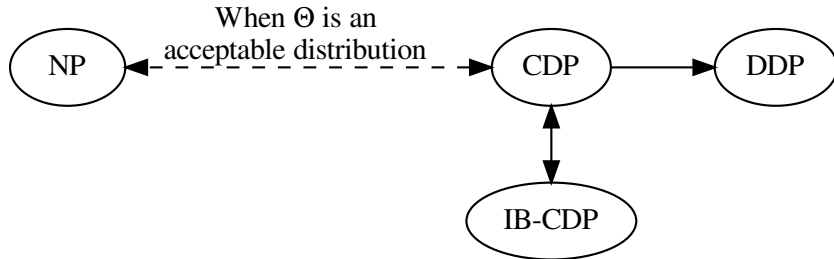 When Θ is an
acceptable distribution
NP
CDP
DDP
IB-CDP